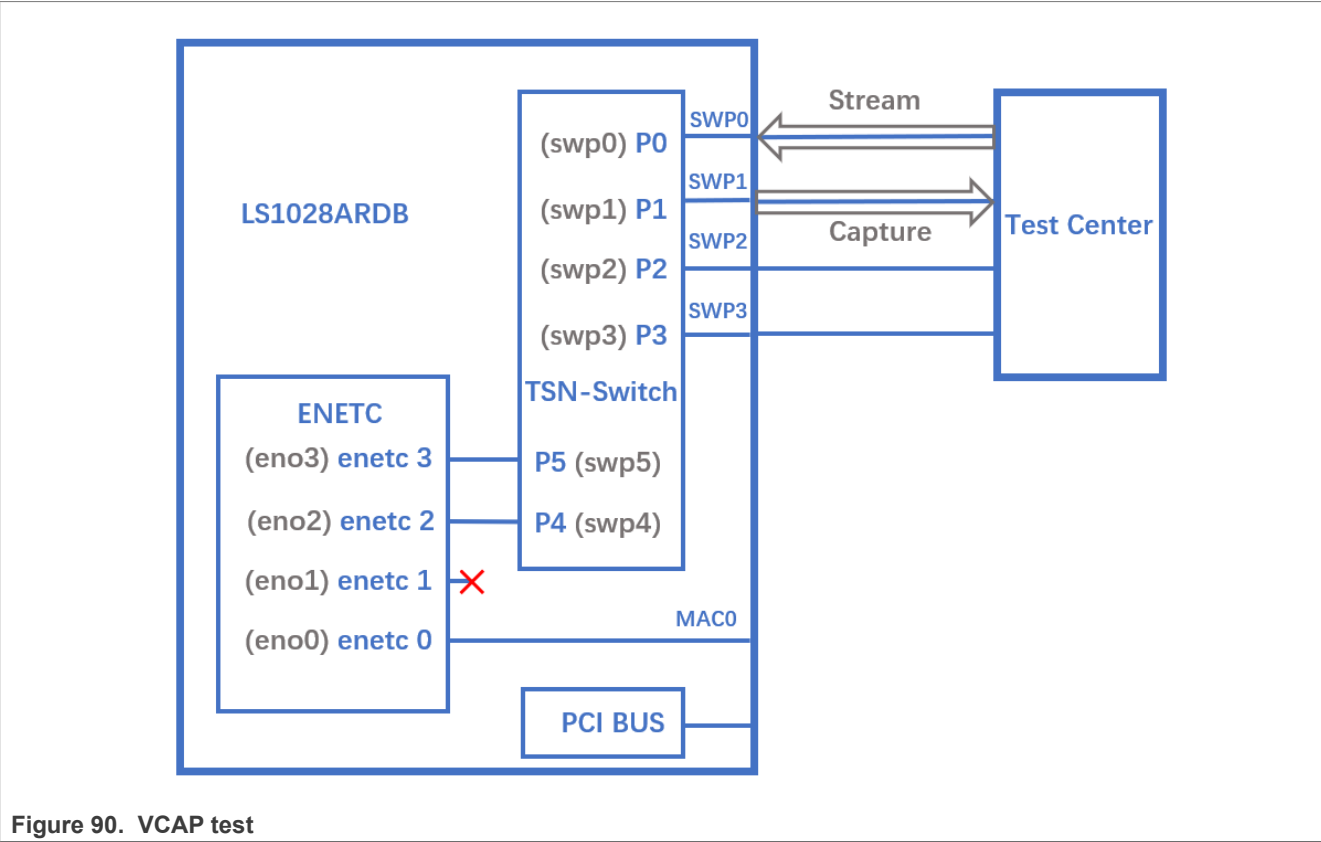 LS1028ARDB
(swp0) P0
(swp1) P1
(swp2) P2
(swp3) P3
TSN-Switch
P5 (swp5)
P4 (swp4)
ENETC
(eno3) enetc 3
(eno2) enetc 2
(eno1) enetc 1
(eno0) enetc 0
MAC0
PCI BUS
SWP0
SWP1
SWP2
SWP3
Stream
Capture
Test Center
Figure 90. VCAP test